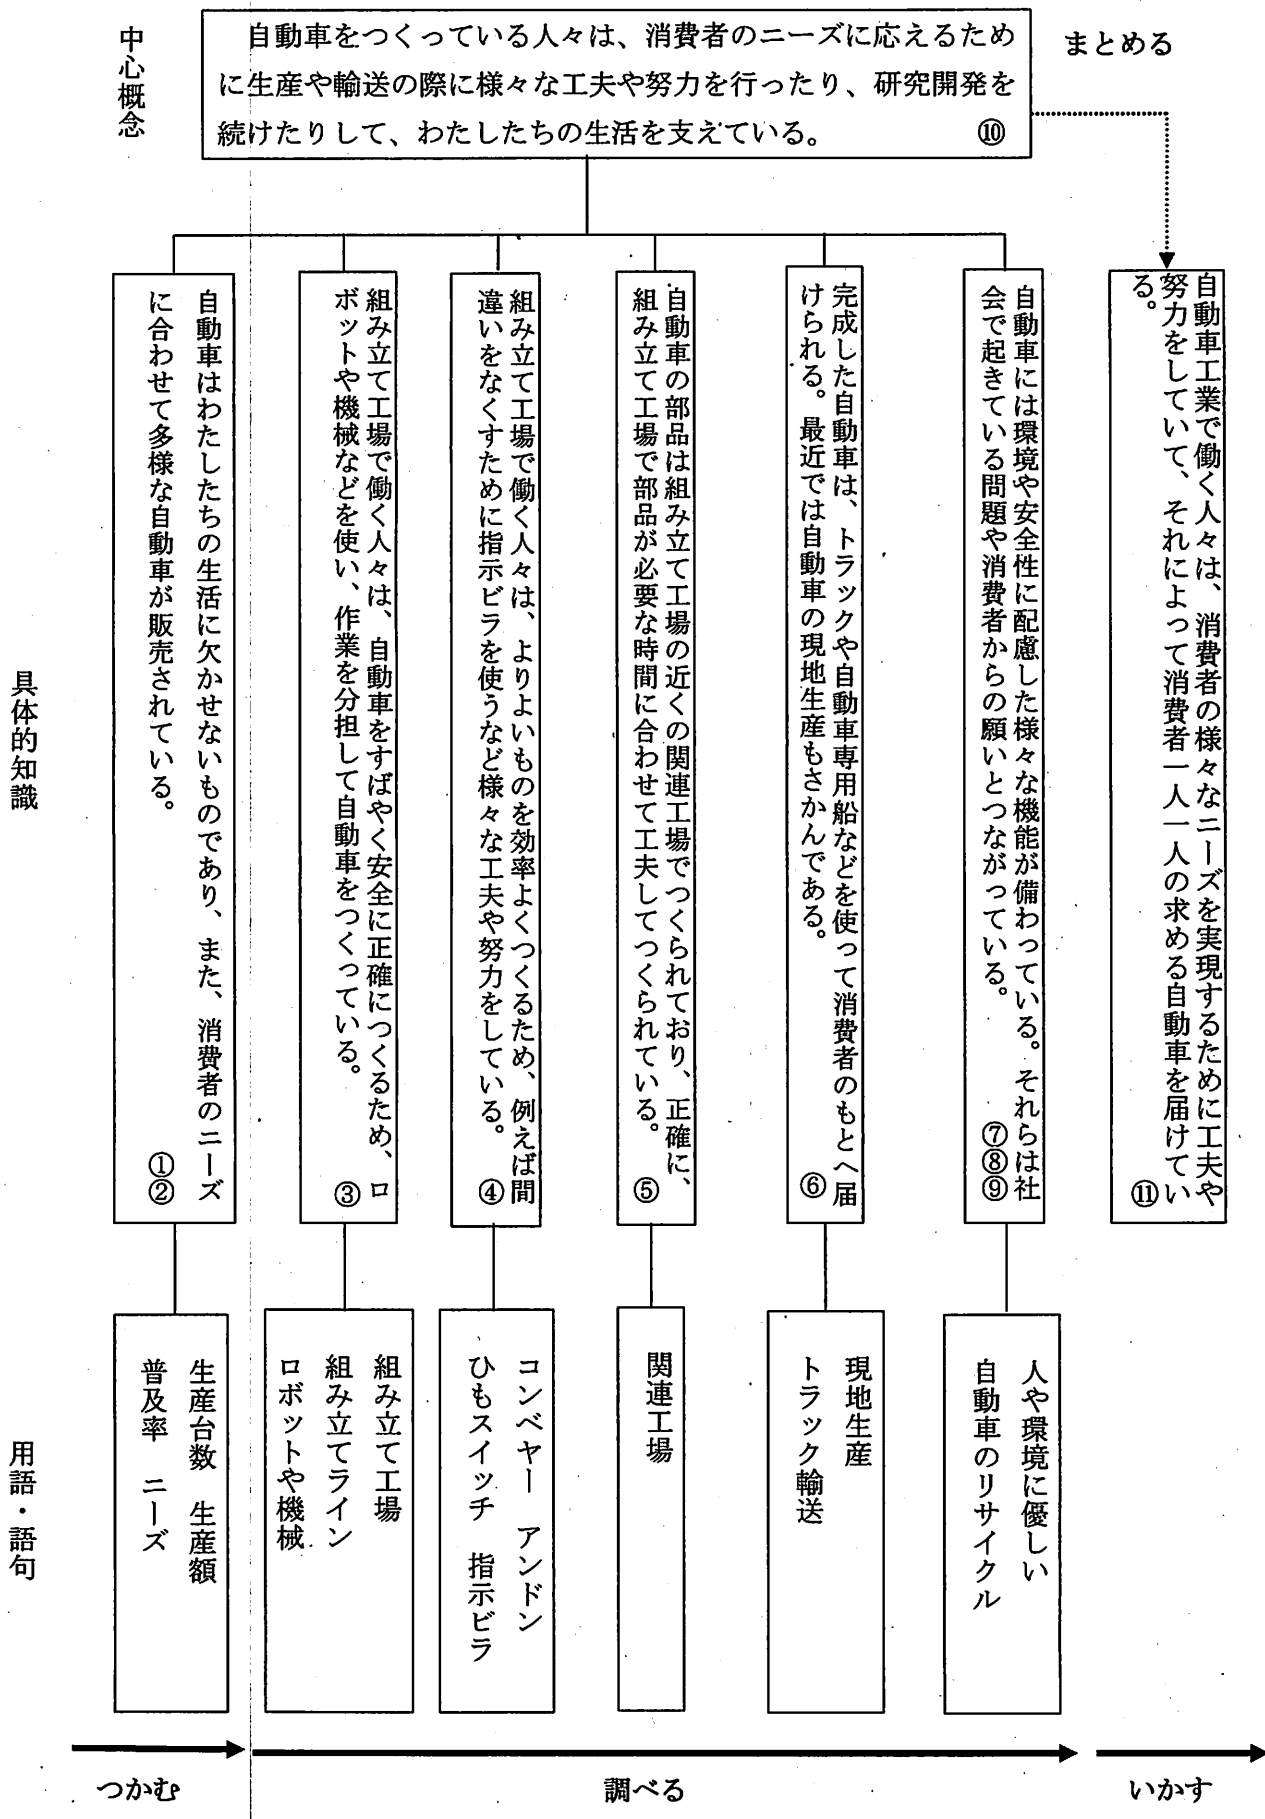 中心概念
自動車をつくっている人々は、消費者のニーズに応えるため
に生産や輸送の際に様々な工夫や努力を行ったり、研究開発を
続けたりして、わたしたちの生活を支えている。 ⑩
まとめる
具体的知識
自動車はわたしたちの生活に欠かせないものであり、また、消費者のニーズ
に合わせて多様な自動車が販売されている。 ①②
組み立て工場で働く人々は、自動車をすばやく安全に正確につくるため、ロ
ボットや機械などを使い、作業を分担して自動車をつくっている。 ③
組み立て工場で働く人々は、よりよいものを効率よくつくるため、例えば間
違いをなくすために指示ビラを使うなど様々な工夫や努力をしている。 ④
自動車の部品は組み立て工場の近くの関連工場でつくられており、正確に、
組み立て工場で部品が必要な時間に合わせて工夫してつくられている。 ⑤
完成した自動車は、トラックや自動車専用船などを使って消費者のもとへ届
けられる。最近では自動車の現地生産もさかんである。 ⑥
自動車には環境や安全性に配慮した様々な機能が備わっている。それらは社
会で起きている問題や消費者からの願いとつながっている。 ⑦⑧⑨
自動車工業で働く人々は、消費者の様々なニーズを実現するために工夫や
努力をしていて、それによって消費者一人一人の求める自動車を届けてい
る。 ⑪
用語・語句
生産台数 生産額
普及率 ニーズ
組み立て工場
組み立てライン
ロボットや機械
コンベヤー アンドン
ひもスイッチ 指示ビラ
関連工場
現地生産
トラック輸送
人や環境に優しい
自動車のリサイクル
つかむ
調べる
いかす